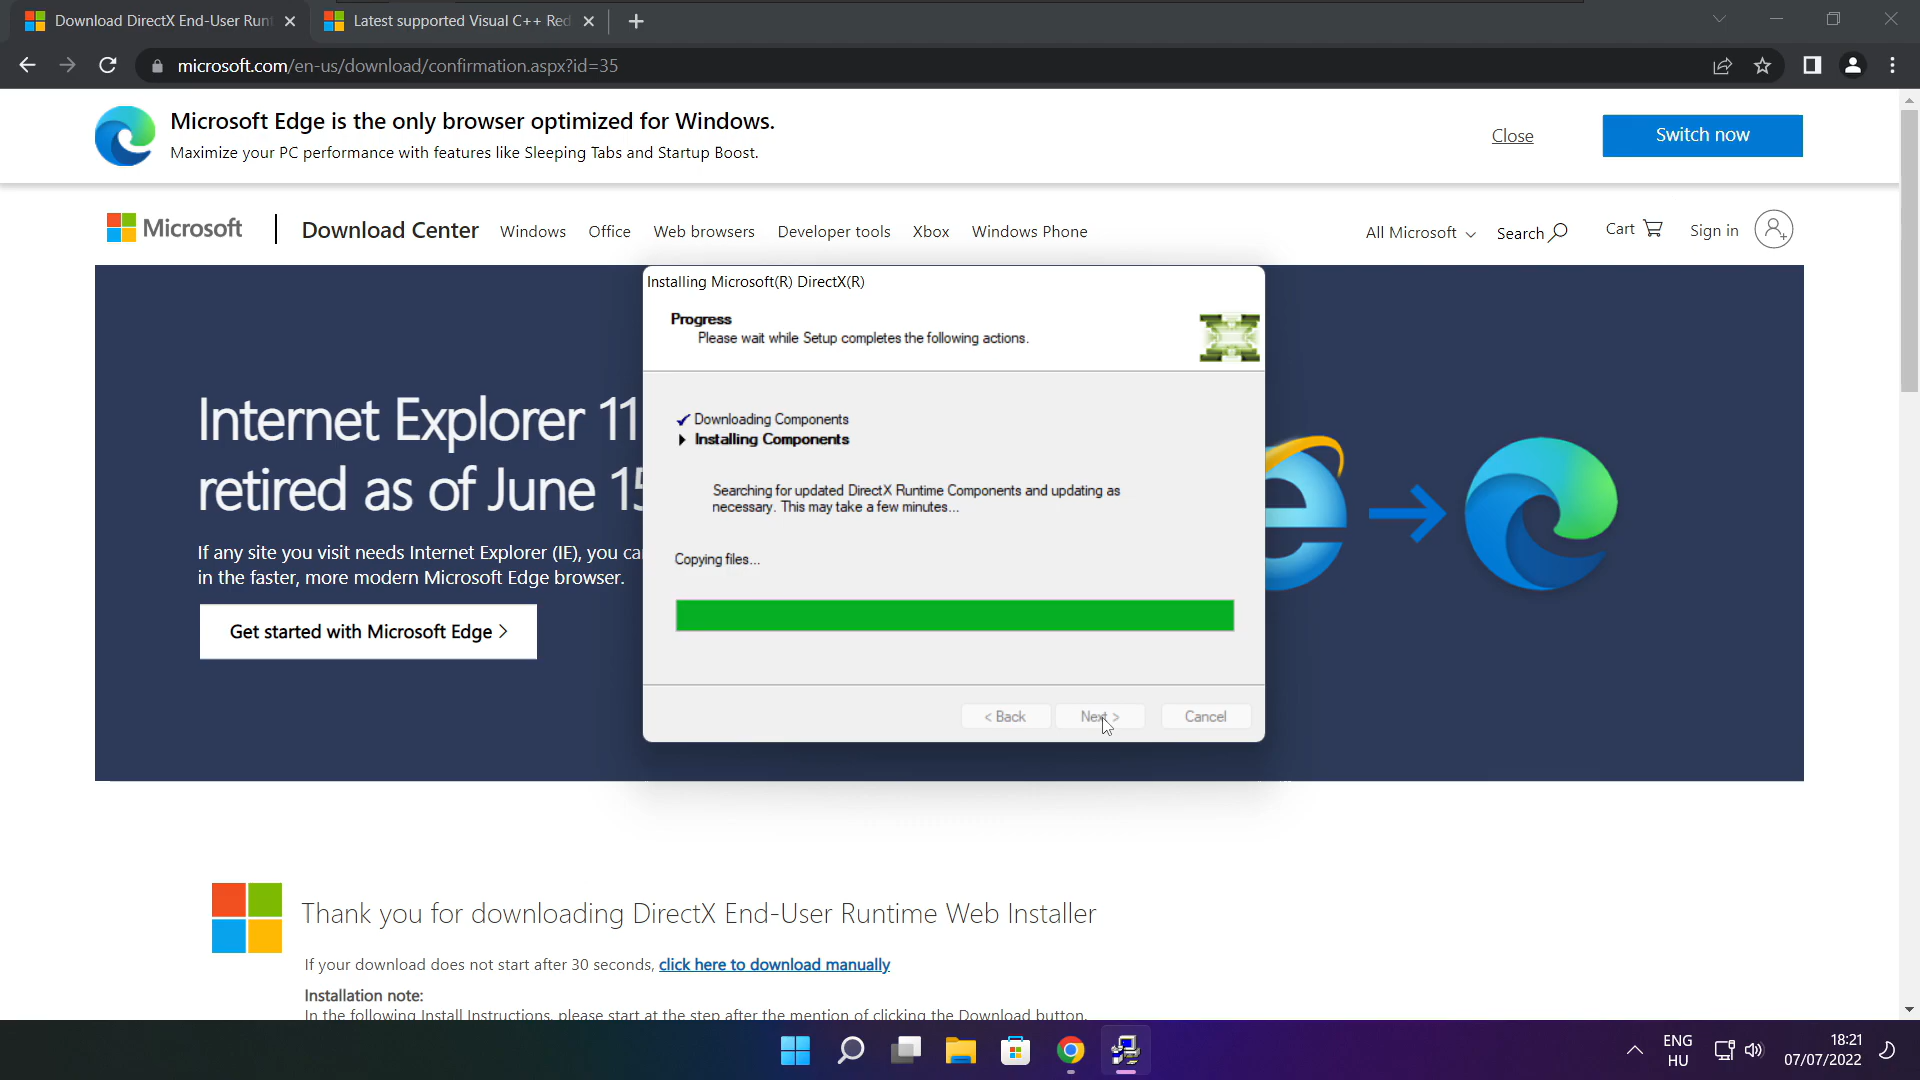 Download DirectX End-User Runt
Latest supported Visual C++ Red
microsoft.com/en-us/download/confirmation.aspx?id=35
Microsoft Edge is the only browser optimized for Windows.
Maximize your PC performance with features like Sleeping Tabs and Startup Boost.
Close
Switch now
Microsoft
Download Center
Windows
Office
Web browsers
Developer tools
Xbox
Windows Phone
All Microsoft
Search
Cart
Sign in
Installing Microsoft(R) DirectX(R)
Progress
Please wait while Setup completes the following actions.
Downloading Components
Installing Components
Searching for updated DirectX Runtime Components and updating as
necessary. This may take a few minutes...
Copying files...
< Back
Next >
Cancel
Internet Explorer 11
retired as of June 15
If any site you visit needs Internet Explorer (IE), you ca
in the faster, more modern Microsoft Edge browser.
Get started with Microsoft Edge >
Thank you for downloading DirectX End-User Runtime Web Installer
If your download does not start after 30 seconds, click here to download manually
Installation note:
In the following Install Instructions, please start at the step after the mention of clicking the Download button.
ENG
HU
18:21
07/07/2022